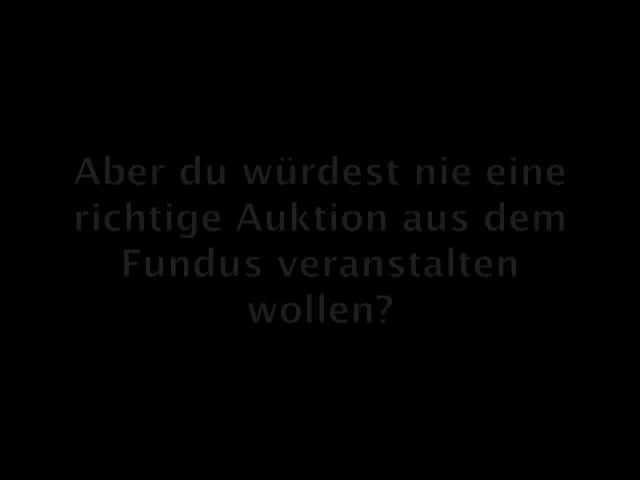 Aber du würdest nie eine
richtige Auktion aus dem
Fundus veranstalten
wollen?